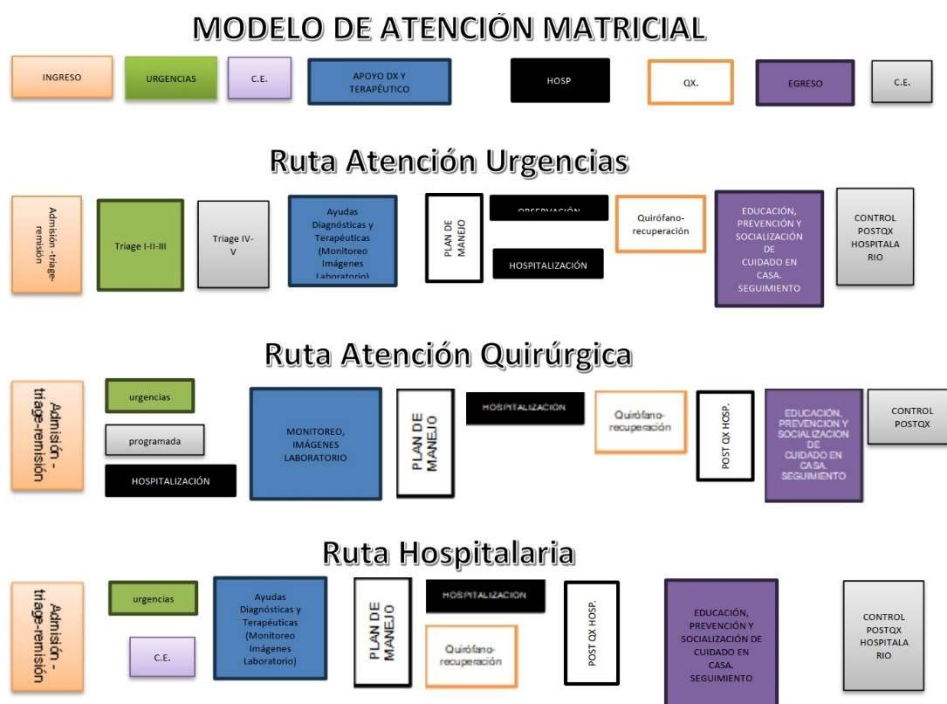 MODELO DE ATENCIÓN MATRICIAL
INGRESO
URGENCIAS
C.E.
APOYO DX Y
TERAPÉUTICO
HOSP
QX.
EGRESO
C.E.
Ruta Atención Urgencias
Admisión -triage-
remisión
Triage I-II-III
Triage IV-
V
Ayudas
Diagnósticas y
Terapéuticas
(Monitoreo
Imágenes
Laboratorio)
PLAN DE
MANEJO
OBSERVACIÓN
HOSPITALIZACIÓN
Quirófano-
recuperación
EDUCACIÓN,
PREVENCIÓN Y
SOCIALIZACIÓN
DE
CUIDADO EN
CASA.
SEGUIMIENTO
CONTROL
POSTQX
HOSPITALA
RIO
Ruta Atención Quirúrgica
Admisión -
triage-remisión
urgencias
programada
HOSPITALIZACIÓN
MONITOREO,
IMÁGENES
LABORATORIO
PLAN DE
MANEJO
HOSPITALIZACIÓN
Quirófano-
recuperación
POST QX HOSP.
EDUCACIÓN,
PREVENCION Y
SOCIALIZACION
DE
CUIDADO EN
CASA.
SEGUIMIENTO
CONTROL
POSTQX
Ruta Hospitalaria
Admisión -
triage-remisión
urgencias
C.E.
Ayudas
Diagnósticas y
Terapéuticas
(Monitoreo
Imágenes
Laboratorio)
PLAN DE
MANEJO
HOSPITALIZACIÓN
Quirófano-
recuperación
POST QX HOSP.
EDUCACIÓN,
PREVENCIÓN Y
SOCIALIZACIÓN DE
CUIDADO EN
CASA.
SEGUIMIENTO
CONTROL
POSTQX
HOSPITALA
RIO